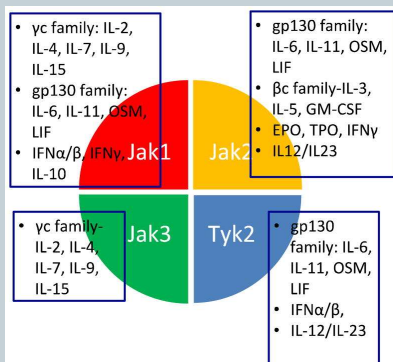 • γc family: IL-2,
IL-4, IL-7, IL-9,
IL-15
• gp130 family:
IL-6, IL-11, OSM,
LIF
• IFNα/β, IFNγ,
IL-10
Jak1
Jak2
• gp130 family:
IL-6, IL-11, OSM,
LIF
• βc family-IL-3,
IL-5, GM-CSF
• EPO, TPO, IFNγ
• IL12/IL23
• γc family-
IL-2, IL-4,
IL-7, IL-9,
IL-15
Jak3
Tyk2
• gp130
family: IL-6,
IL-11, OSM,
LIF
• IFNα/β,
• IL-12/IL-23